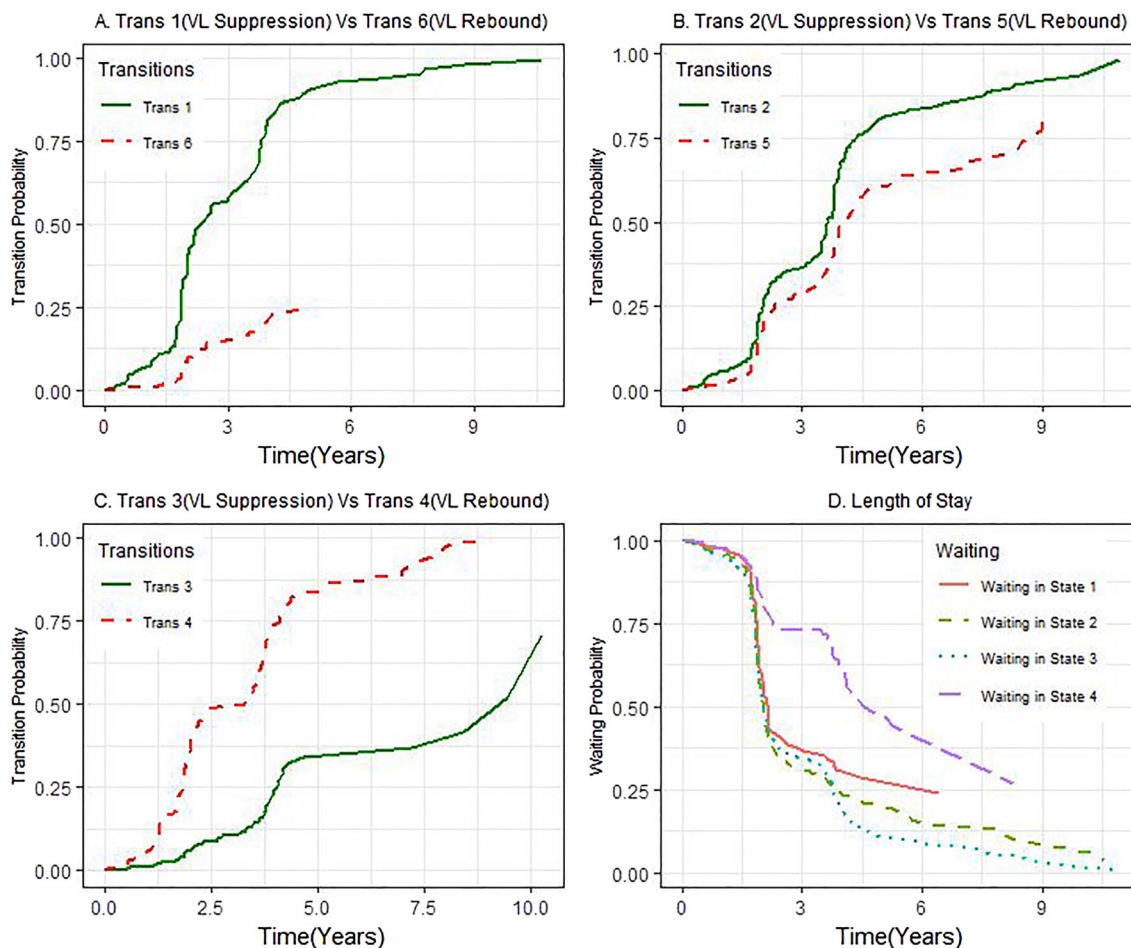 A. Trans 1(VL Suppression) Vs Trans 6(VL Rebound)
Transition Probability
1.00
0.75
0.50
0.25
0.00
Transitions
Trans 1
Trans 6
0 3 6 9
Time(Years)
B. Trans 2(VL Suppression) Vs Trans 5(VL Rebound)
Transition Probability
1.00
0.75
0.50
0.25
0.00
Transitions
Trans 2
Trans 5
0 3 6 9
Time(Years)
C. Trans 3(VL Suppression) Vs Trans 4(VL Rebound)
Transition Probability
1.00
0.75
0.50
0.25
0.00
Transitions
Trans 3
Trans 4
0.0 2.5 5.0 7.5 10.0
Time(Years)
D. Length of Stay
Waiting Probability
1.00
0.75
0.50
0.25
0.00
Waiting
Waiting in State 1
Waiting in State 2
Waiting in State 3
Waiting in State 4
0 3 6 9
Time(Years)